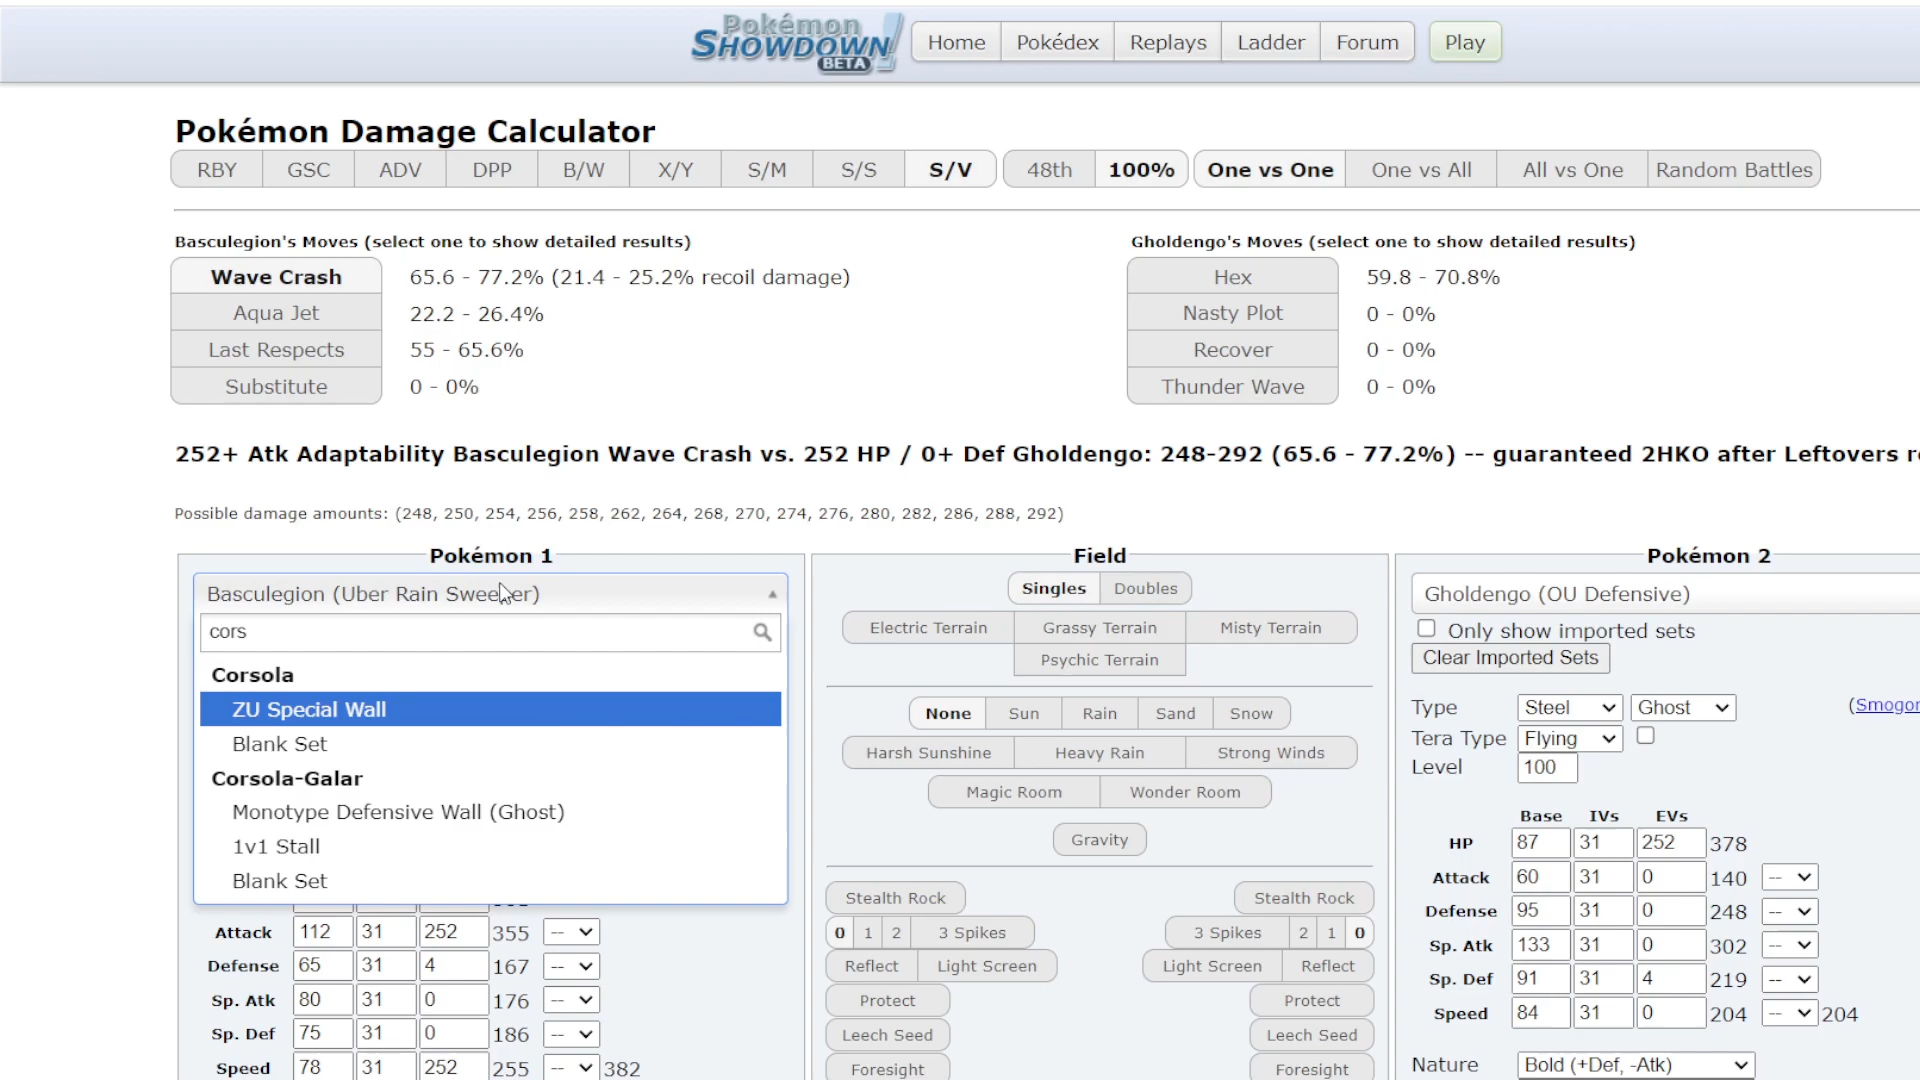 Pokémon
SHOWDOWN!
BETA
Home Pokédex Replays Ladder Forum Play
Pokémon Damage Calculator
RBY GSC ADV DPP B/W X/Y S/M S/S S/V 48th 100% One vs One One vs All All vs One Random Battles
Basculegion's Moves (select one to show detailed results)
Wave Crash 65.6 - 77.2% (21.4 - 25.2% recoil damage)
Aqua Jet 22.2 - 26.4%
Last Respects 55 - 65.6%
Substitute 0 - 0%
Gholdengo's Moves (select one to show detailed results)
Hex 59.8 - 70.8%
Nasty Plot 0 - 0%
Recover 0 - 0%
Thunder Wave 0 - 0%
252+ Atk Adaptability Basculegion Wave Crash vs. 252 HP / 0+ Def Gholdengo: 248-292 (65.6 - 77.2%) -- guaranteed 2HKO after Leftovers
Possible damage amounts: (248, 250, 254, 256, 258, 262, 264, 268, 270, 274, 276, 280, 282, 286, 288, 292)
Pokémon 1
Basculegion (Uber Rain Sweeper)
cors
Corsola
ZU Special Wall
Blank Set
Corsola-Galar
Monotype Defensive Wall (Ghost)
1v1 Stall
Blank Set
Attack 112 31 252 355 --
Defense 65 31 4 167 --
Sp. Atk 80 31 0 176 --
Sp. Def 75 31 0 186 --
Speed 78 31 252 255 -- 382
Field
Singles Doubles
Electric Terrain Grassy Terrain Misty Terrain
Psychic Terrain
None Sun Rain Sand Snow
Harsh Sunshine Heavy Rain Strong Winds
Magic Room Wonder Room
Gravity
Stealth Rock Stealth Rock
0 1 2 3 Spikes 3 Spikes 2 1 0
Reflect Light Screen Light Screen Reflect
Protect Protect
Leech Seed Leech Seed
Foresight Foresight
Pokémon 2
Gholdengo (OU Defensive)
Only show imported sets
Clear Imported Sets
Type Steel Ghost
Tera Type Flying
Level 100
Base IVs EVs
HP 87 31 252 378
Attack 60 31 0 140 --
Defense 95 31 0 248 --
Sp. Atk 133 31 0 302 --
Sp. Def 91 31 4 219 --
Speed 84 31 0 204 -- 204
Nature Bold (+Def, -Atk)